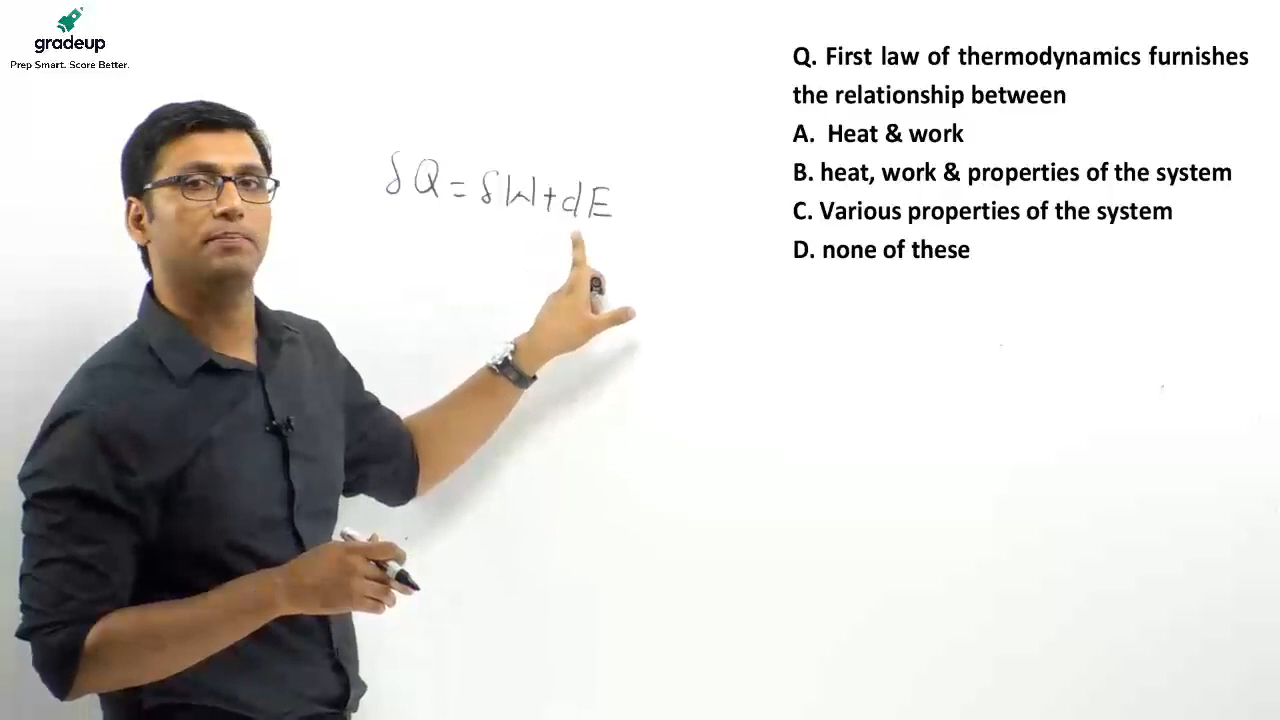 gradeup
Prep Smart. Score Better.
δQ = δW+dE
Q. First law of thermodynamics furnishes
the relationship between
A. Heat & work
B. heat, work & properties of the system
C. Various properties of the system
D. none of these